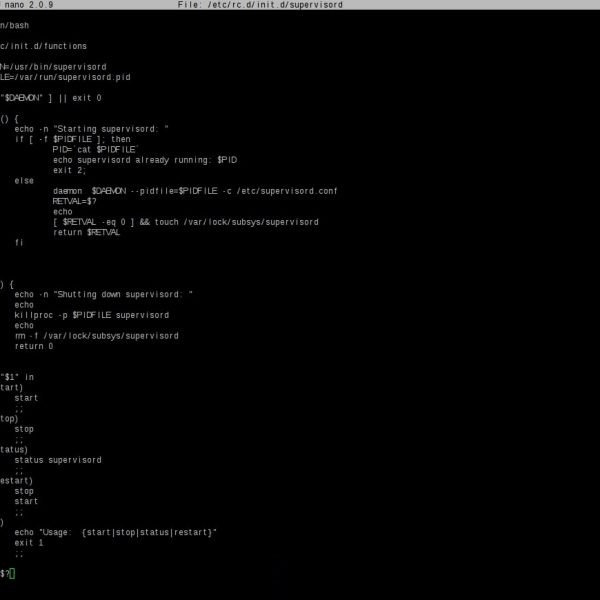 nano 2.0.9 File: /etc/rc.d/init.d/supervisord
n/bash
c/init.d/functions
N=/usr/bin/supervisord
LE=/var/run/supervisord.pid
"$DAEMON" ] || exit 0
() {
echo -n "Starting supervisord: "
if [ -f $PIDFILE ]; then
PID=`cat $PIDFILE`
echo supervisord already running: $PID
exit 2;
else
daemon $DAEMON --pidfile=$PIDFILE -c /etc/supervisord.conf
RETVAL=$?
echo
[ $RETVAL -eq 0 ] && touch /var/lock/subsys/supervisord
return $RETVAL
fi
) {
echo -n "Shutting down supervisord: "
echo
killproc -p $PIDFILE supervisord
echo
rm -f /var/lock/subsys/supervisord
return 0
"$1" in
tart)
start
;;
top)
stop
;;
tatus)
status supervisord
;;
estart)
stop
start
;;
)
echo "Usage: {start|stop|status|restart}"
exit 1
;;
$?